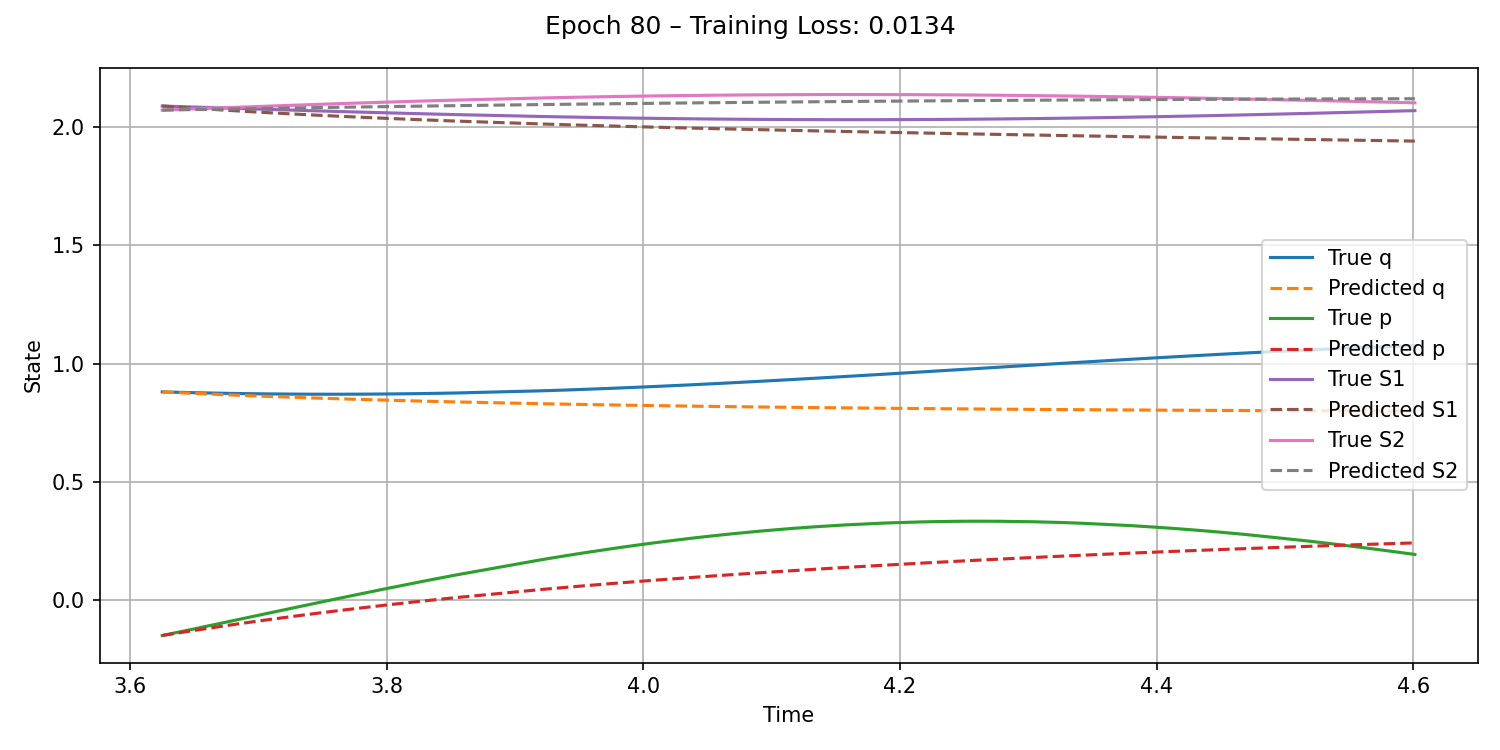 Epoch 80 – Training Loss: 0.0134
State
2.0
1.5
1.0
0.5
0.0
True q
Predicted q
True p
Predicted p
True S1
Predicted S1
True S2
Predicted S2
3.6
3.8
4.0
4.2
4.4
4.6
Time